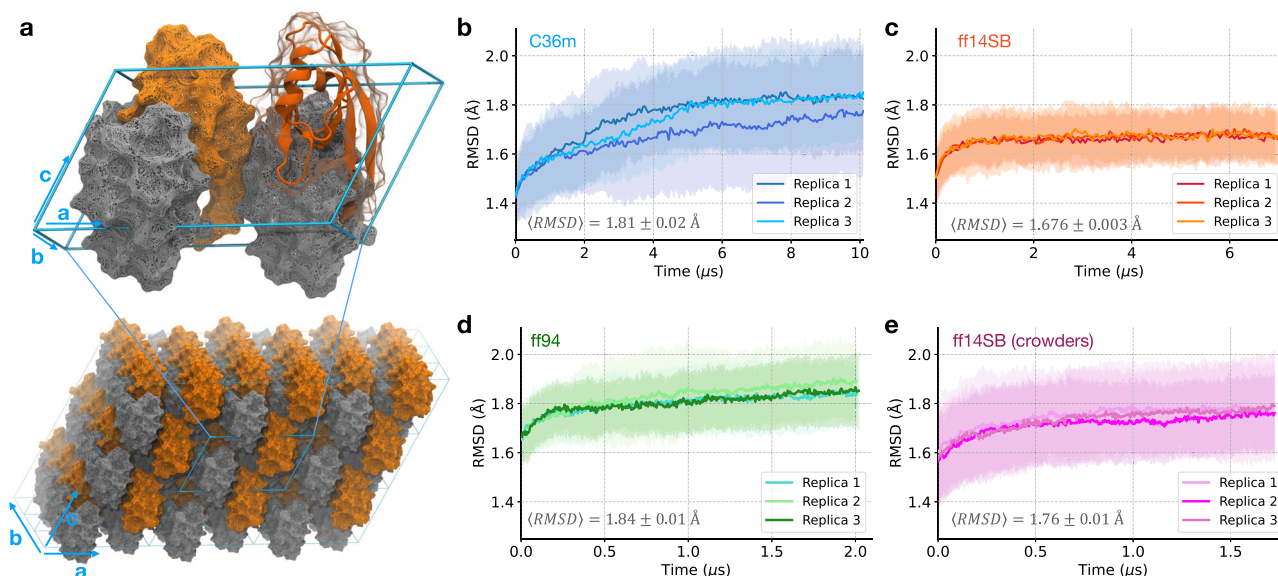 a
c
a
b
b
c
a
b
C36m
2.0
1.8
1.6
1.4
RMSD (Å)
Replica 1
Replica 2
Replica 3
⟨RMSD⟩ = 1.81 ± 0.02 Å
0 2 4 6 8 10
Time (μs)
c
ff14SB
2.0
1.8
1.6
1.4
RMSD (Å)
Replica 1
Replica 2
Replica 3
⟨RMSD⟩ = 1.676 ± 0.003 Å
0 2 4 6
Time (μs)
d
ff94
2.0
1.8
1.6
1.4
RMSD (Å)
Replica 1
Replica 2
Replica 3
⟨RMSD⟩ = 1.84 ± 0.01 Å
0.0 0.5 1.0 1.5 2.0
Time (μs)
e
ff14SB (crowders)
2.0
1.8
1.6
1.4
RMSD (Å)
Replica 1
Replica 2
Replica 3
⟨RMSD⟩ = 1.76 ± 0.01 Å
0.0 0.5 1.0 1.5
Time (μs)